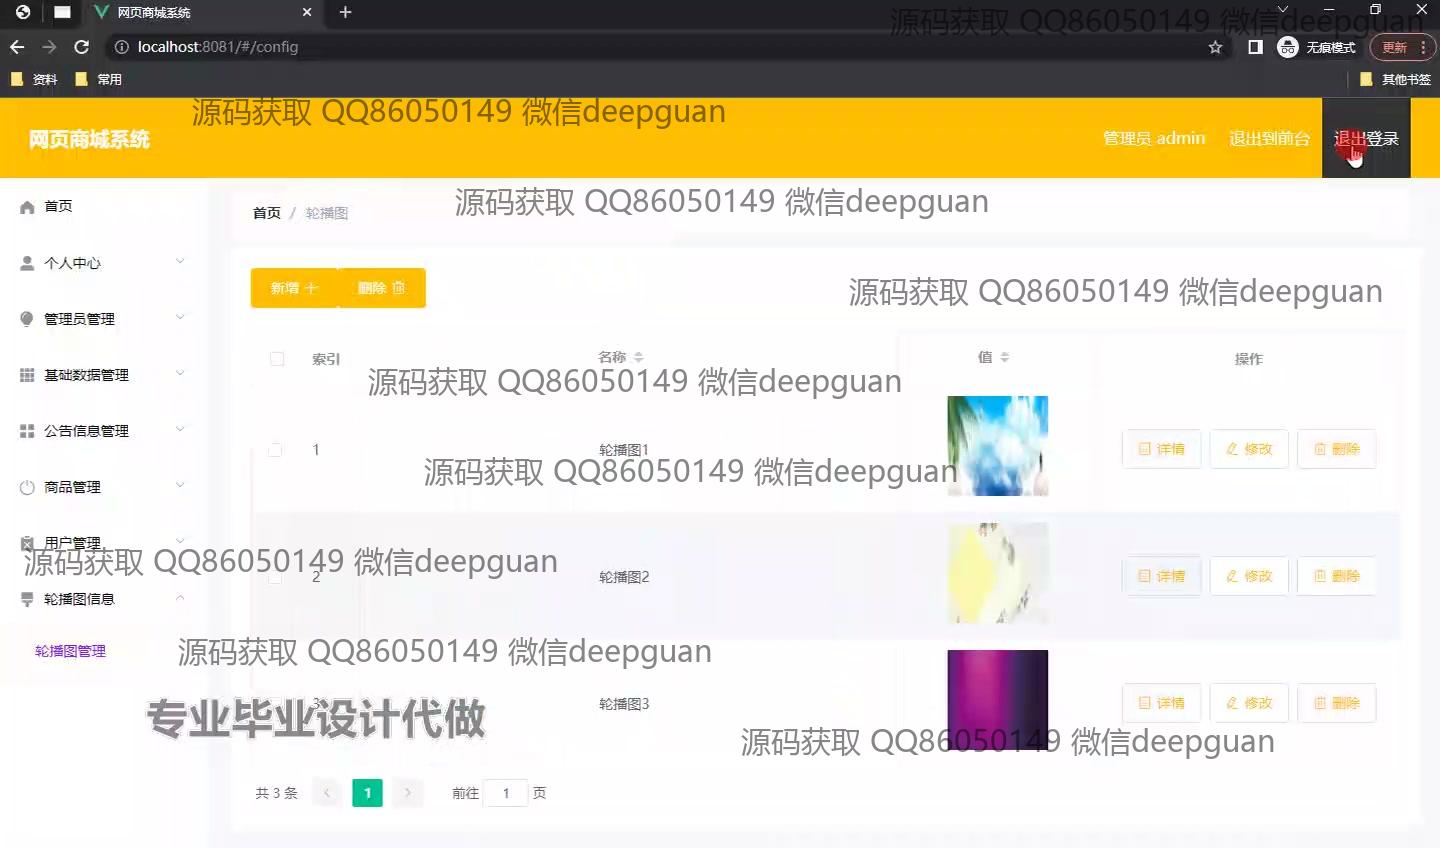 网页商城系统
localhost:8081/#/config
无痕模式
更新
资料
常用
其他书签
源码获取 QQ86050149 微信deepguan
源码获取 QQ86050149 微信deepguan
网页商城系统
管理员 admin
退出到前台
退出登录
源码获取 QQ86050149 微信deepguan
首页
首页 / 轮播图
个人中心
新增
删除
源码获取 QQ86050149 微信deepguan
管理员管理
索引
名称
值
操作
基础数据管理
源码获取 QQ86050149 微信deepguan
公告信息管理
1
轮播图1
详情
修改
删除
源码获取 QQ86050149 微信deepguan
商品管理
用户管理
源码获取 QQ86050149 微信deepguan
2
轮播图2
详情
修改
删除
轮播图信息
轮播图管理
源码获取 QQ86050149 微信deepguan
3
轮播图3
详情
修改
删除
专业毕业设计代做
源码获取 QQ86050149 微信deepguan
共 3 条
1
前往 1 页